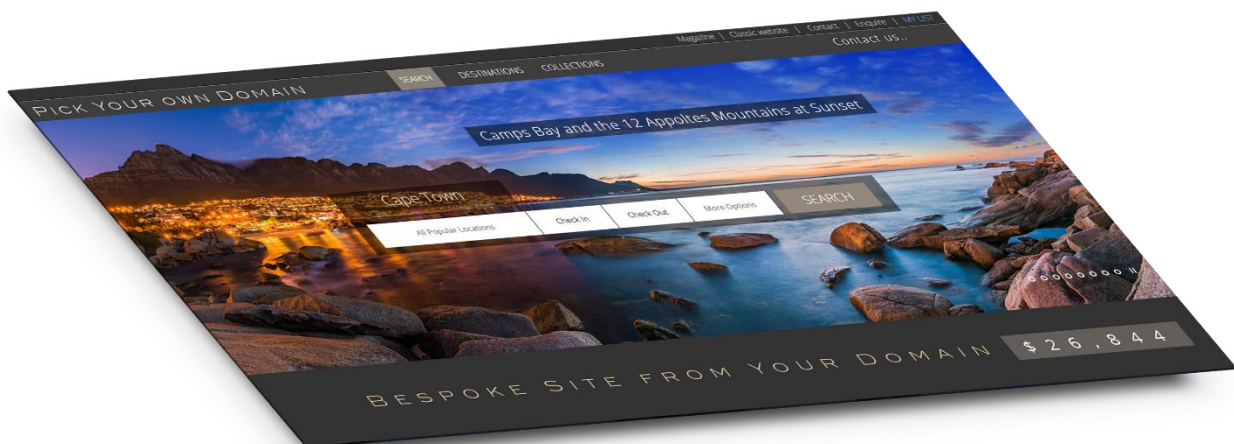 Magazine | Classic website | Contact | Enquire | MY LIST
PICK YOUR OWN DOMAIN
SEARCH DESTINATIONS COLLECTIONS
Contact us..
Camps Bay and the 12 Appoltes Mountains at Sunset
Cape Town
All Popular Locations Check In Check Out More Options SEARCH
BESPOKE SITE FROM YOUR DOMAIN $26,844